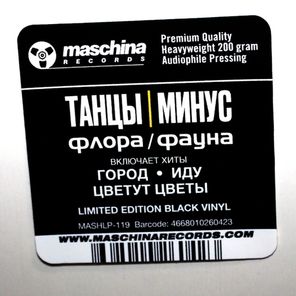 maschina
RECORDS
Premium Quality
Heavyweight 200 gram
Audiophile Pressing
ТАНЦЫ | МИНУС
флора / фауна
ВКЛЮЧАЕТ ХИТЫ
ГОРОД • ИДУ
ЦВЕТУТ ЦВЕТЫ
LIMITED EDITION BLACK VINYL
MASHLP-119 Barcode: 4668010260423
WWW.MASCHINARECORDS.COM